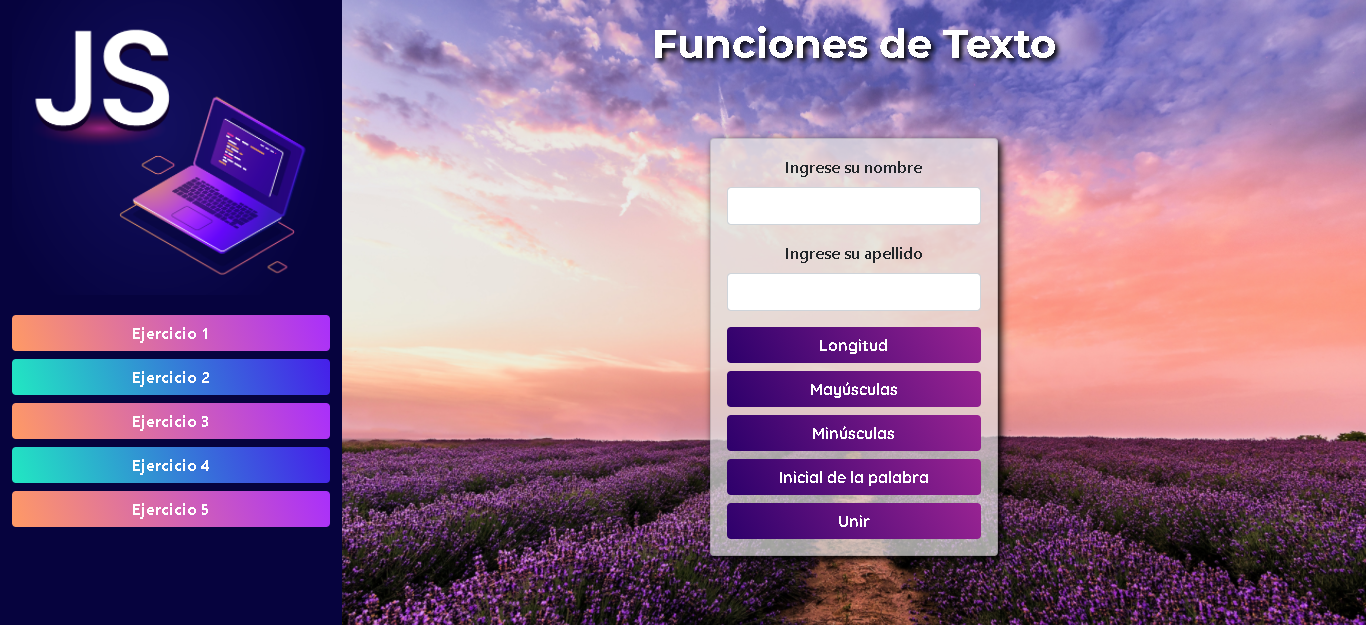 JS
Ejercicio 1
Ejercicio 2
Ejercicio 3
Ejercicio 4
Ejercicio 5
Funciones de Texto
Ingrese su nombre
Ingrese su apellido
Longitud
Mayúsculas
Minúsculas
Inicial de la palabra
Unir